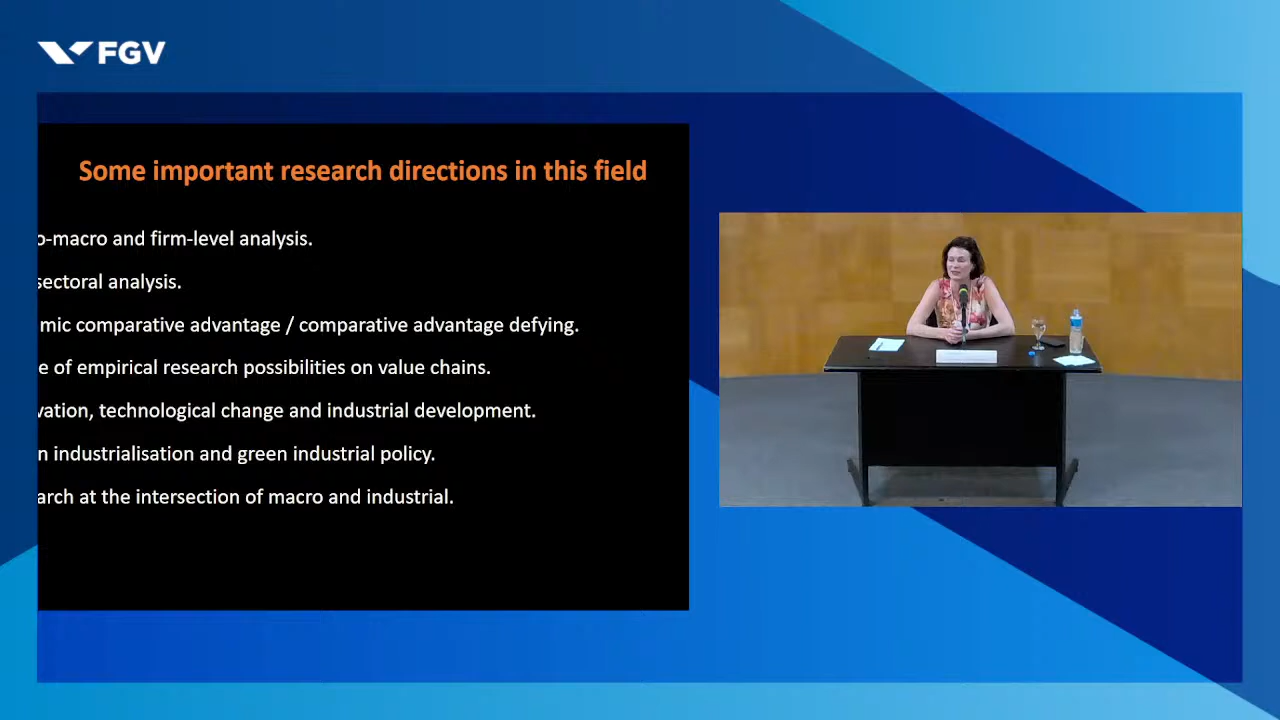 FGV
Some important research directions in this field
o-macro and firm-level analysis.
sectoral analysis.
mic comparative advantage / comparative advantage defying.
e of empirical research possibilities on value chains.
vation, technological change and industrial development.
n industrialisation and green industrial policy.
arch at the intersection of macro and industrial.